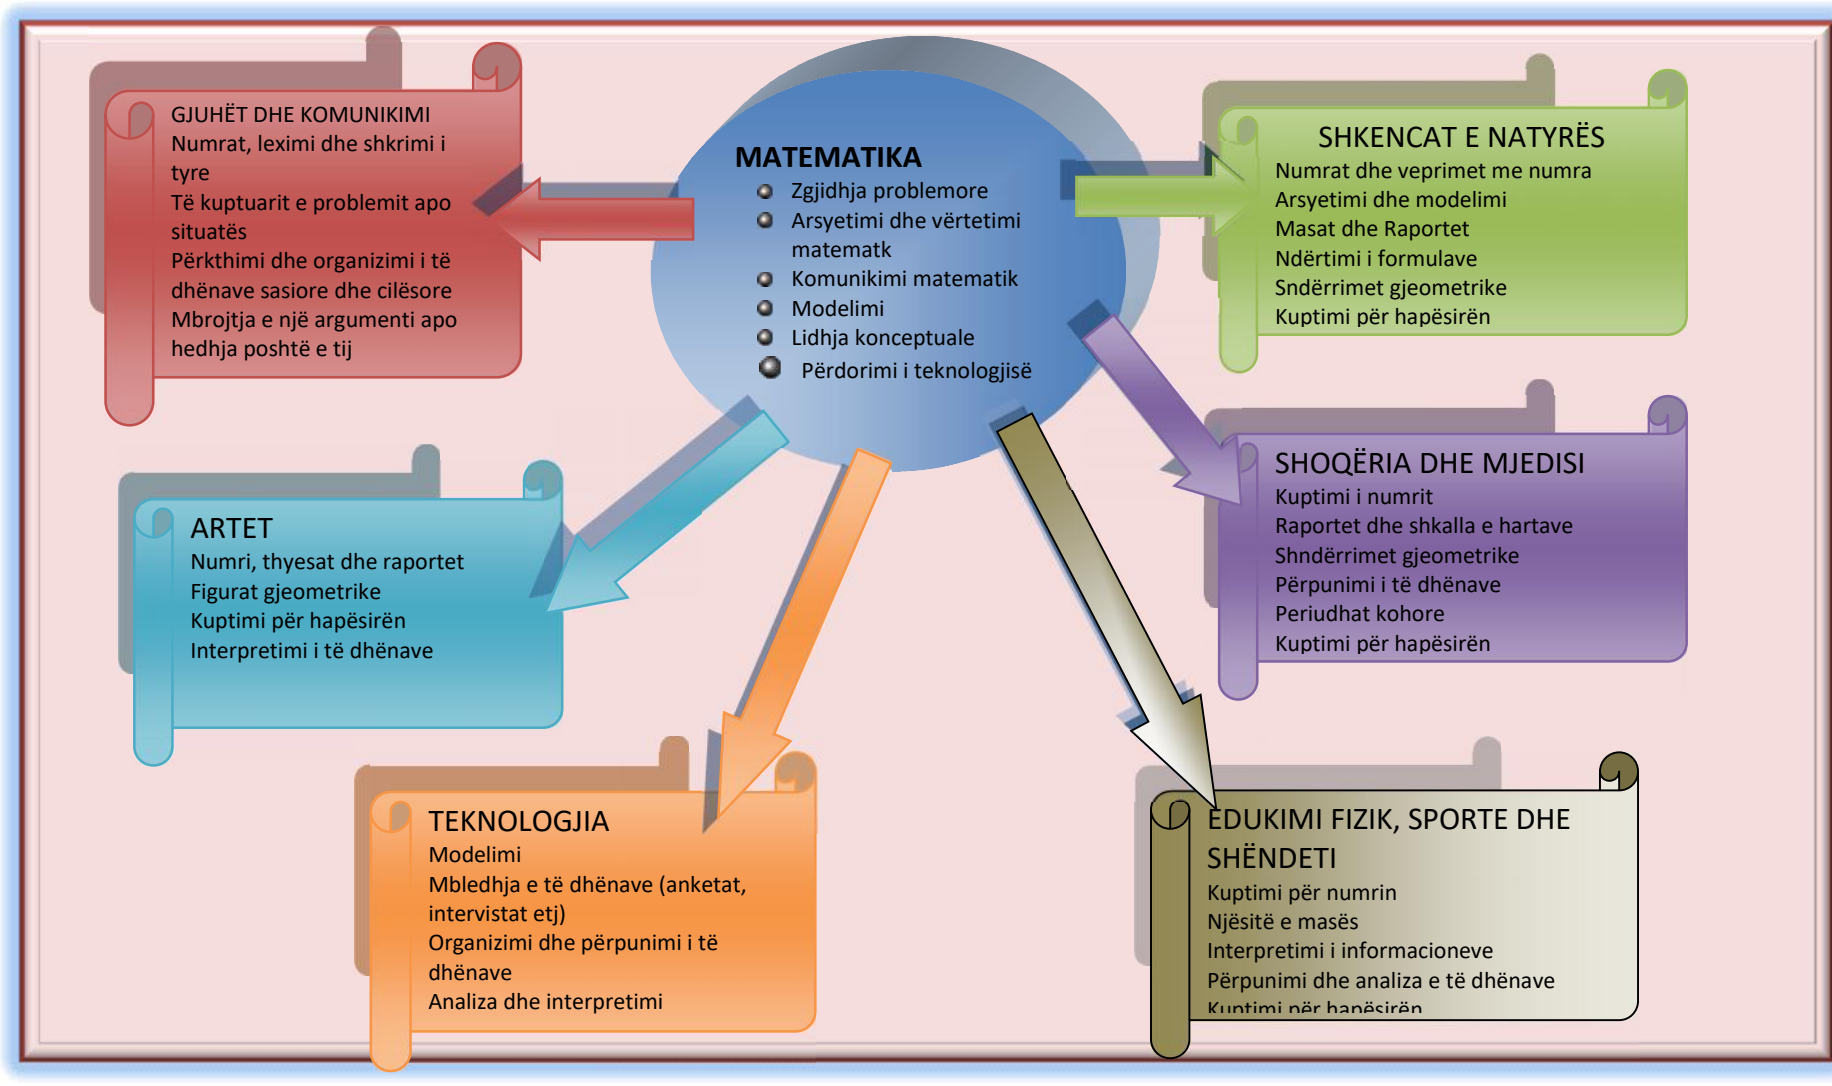 GJUHËT DHE KOMUNIKIMI
Numrat, leximi dhe shkrimi i
tyre
Të kuptuarit e problemit apo
situatës
Përkthimi dhe organizimi i të
dhënave sasiore dhe cilësore
Mbrojtja e një argumenti apo
hedhja poshtë e tij
MATEMATIKA
Zgjidhja problemore
Arsyetimi dhe vërtetimi
matematk
Komunikimi matematik
Modelimi
Lidhja konceptuale
Përdorimi i teknologjisë
SHKENCAT E NATYRËS
Numrat dhe veprimet me numra
Arsyetimi dhe modelimi
Masat dhe Raportet
Ndërtimi i formulave
Sndërrimet gjeometrike
Kuptimi për hapësirën
ARTET
Numri, thyesat dhe raportet
Figurat gjeometrike
Kuptimi për hapësirën
Interpretimi i të dhënave
SHOQËRIA DHE MJEDISI
Kuptimi i numrit
Raportet dhe shkalla e hartave
Shndërrimet gjeometrike
Përpunimi i të dhënave
Periudhat kohore
Kuptimi për hapësirën
TEKNOLOGJIA
Modelimi
Mbledhja e të dhënave (anketat,
intervistat etj)
Organizimi dhe përpunimi i të
dhënave
Analiza dhe interpretimi
EDUKIMI FIZIK, SPORTE DHE
SHËNDETI
Kuptimi për numrin
Njësitë e masës
Interpretimi i informacioneve
Përpunimi dhe analiza e të dhënave
Kuptimi për hapësirën